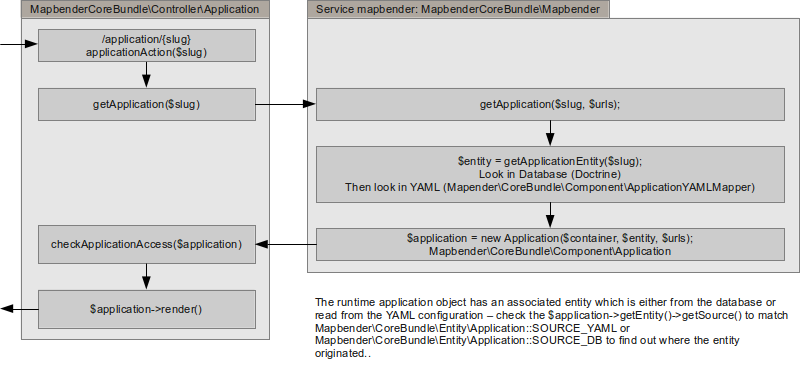 MapbenderCoreBundle\Controller\Application
/application/{slug}
applicationAction($slug)
getApplication($slug)
checkApplicationAccess($application)
$application->render()
Service mapbender: MapbenderCoreBundle\Mapbender
getApplication($slug, $urls);
$entity = getApplicationEntity($slug);
Look in Database (Doctrine)
Then look in YAML (Mapender\CoreBundle\Component\ApplicationYAMLMapper)
$application = new Application($container, $entity, $urls);
Mapbender\CoreBundle\Component\Application
The runtime application object has an associated entity which is either from the database or
read from the YAML configuration – check the $application->getEntity()->getSource() to match
Mapbender\CoreBundle\Entity\Application::SOURCE_YAML or
Mapbender\CoreBundle\Entity\Application::SOURCE_DB to find out where the entity
originated..